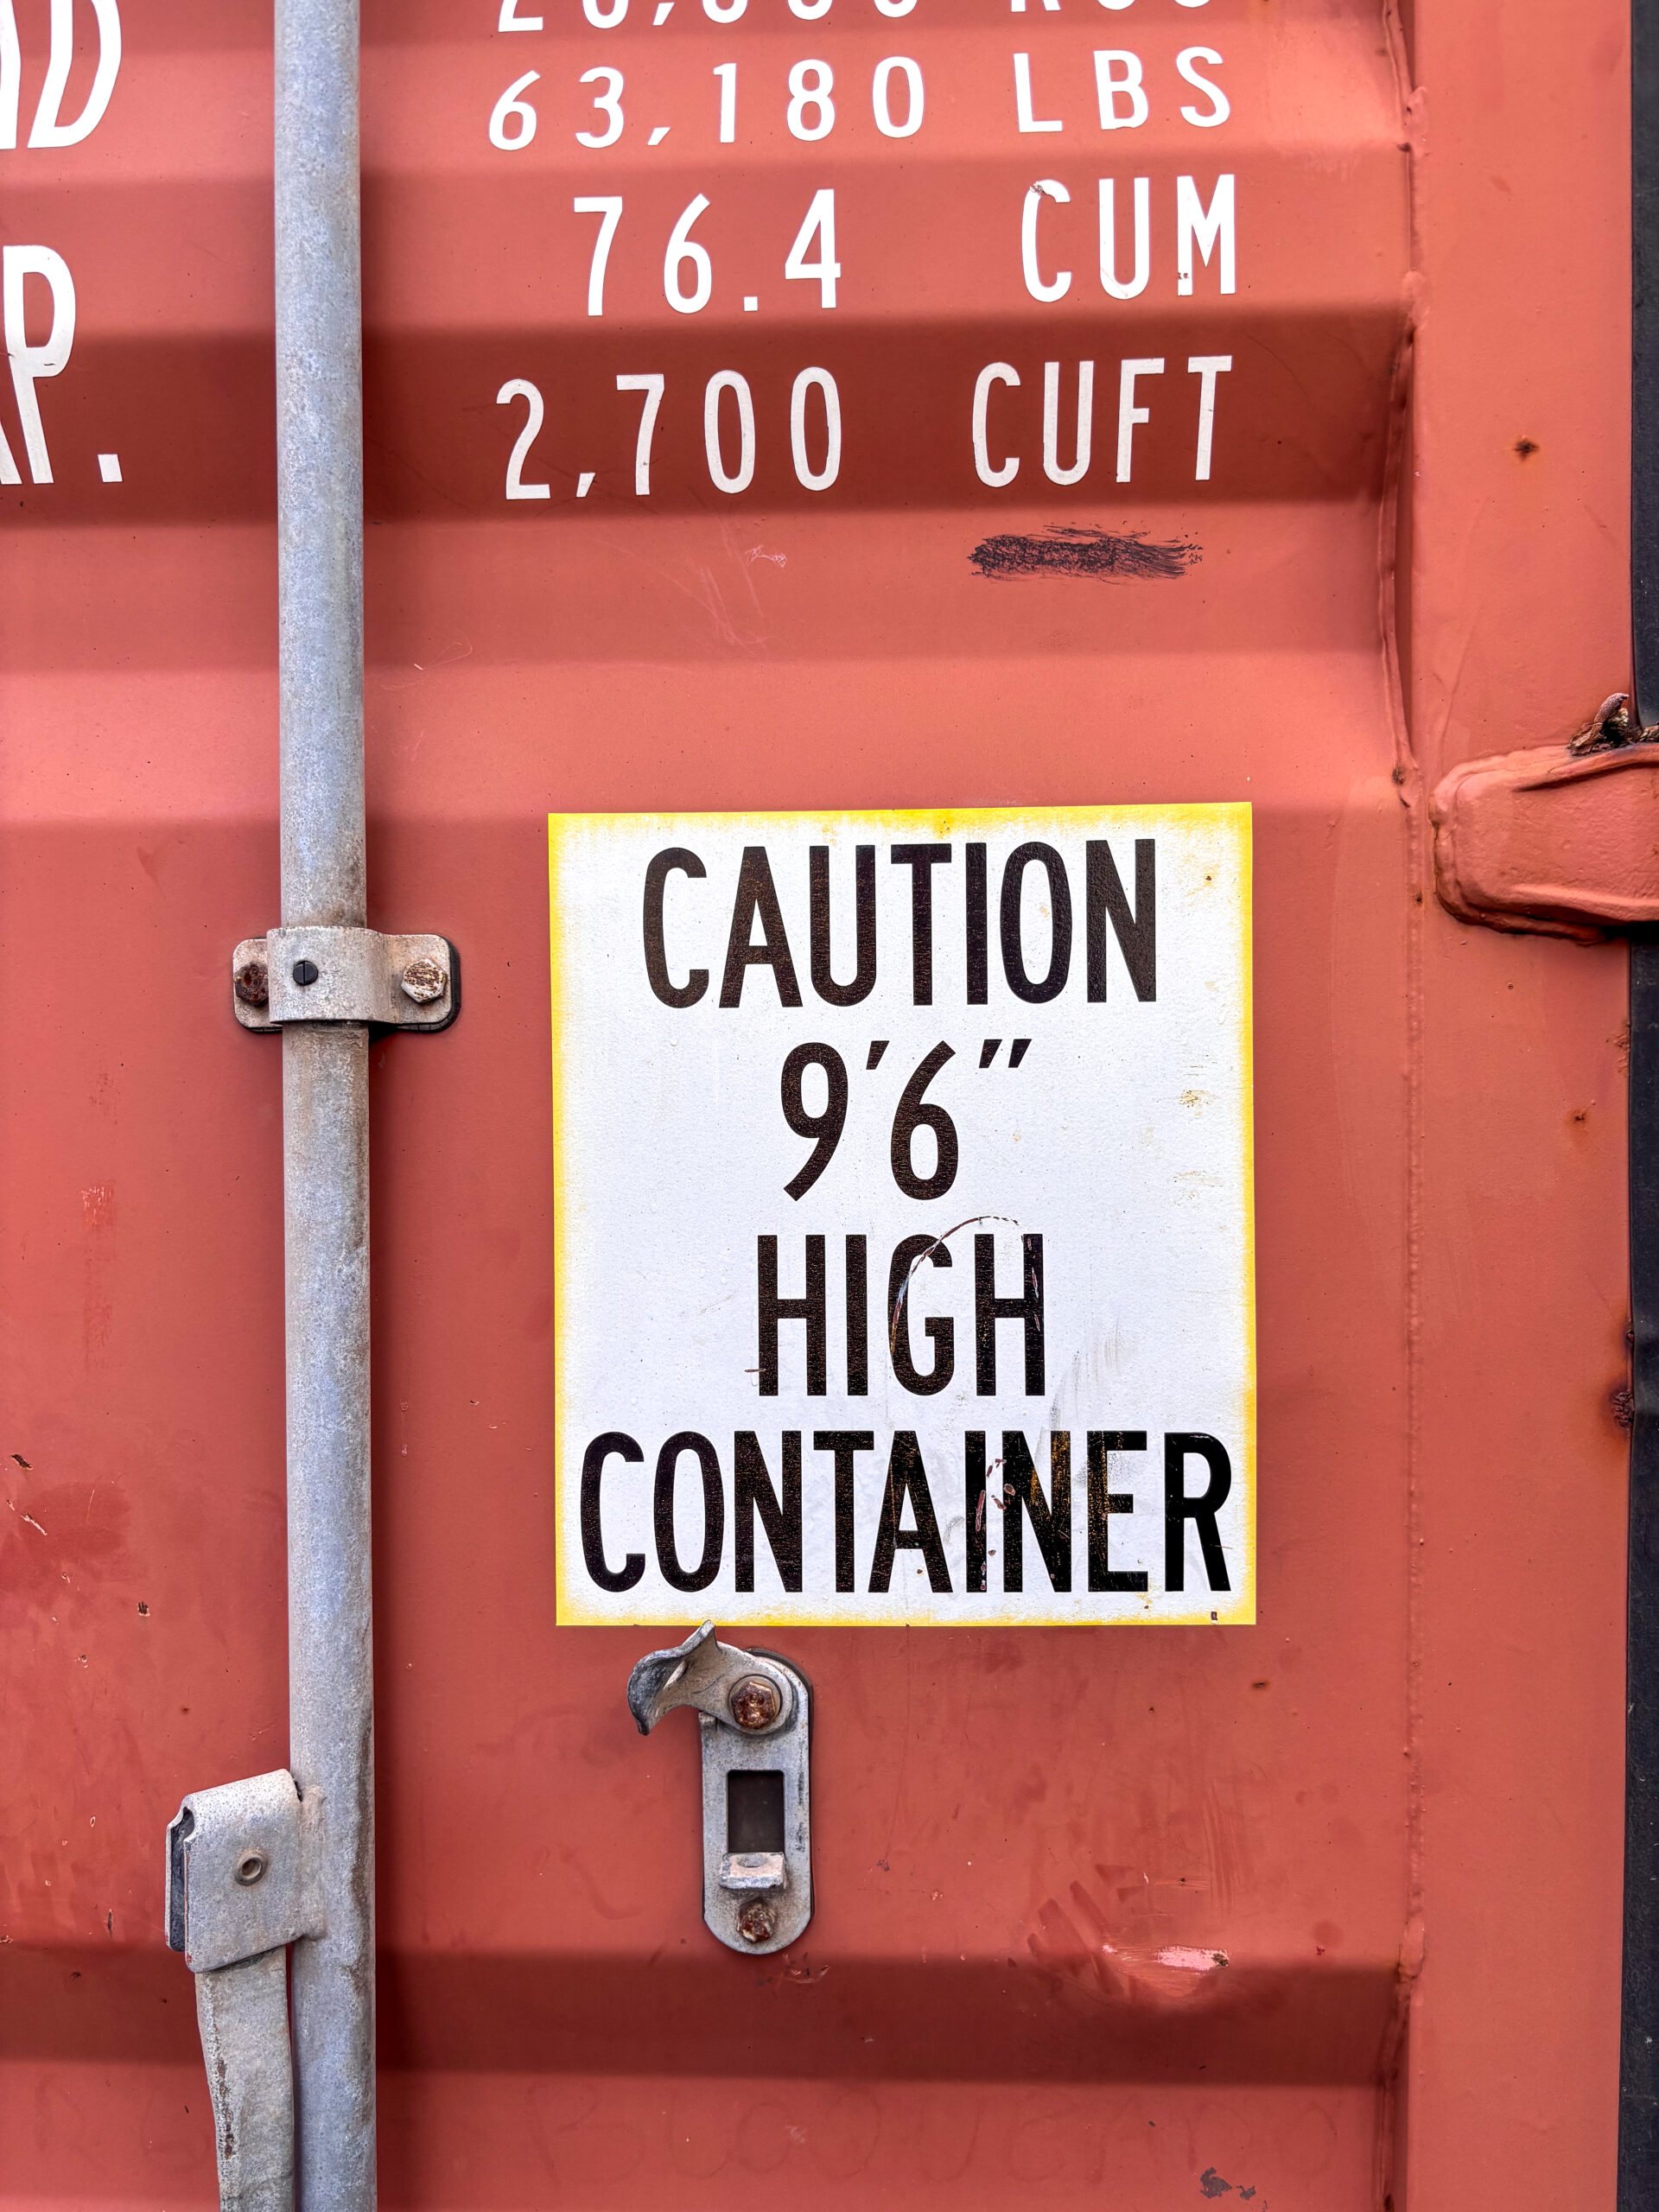 63,180 LBS
76.4 CUM
2,700 CUFT
CAUTION
9'6"
HIGH
CONTAINER